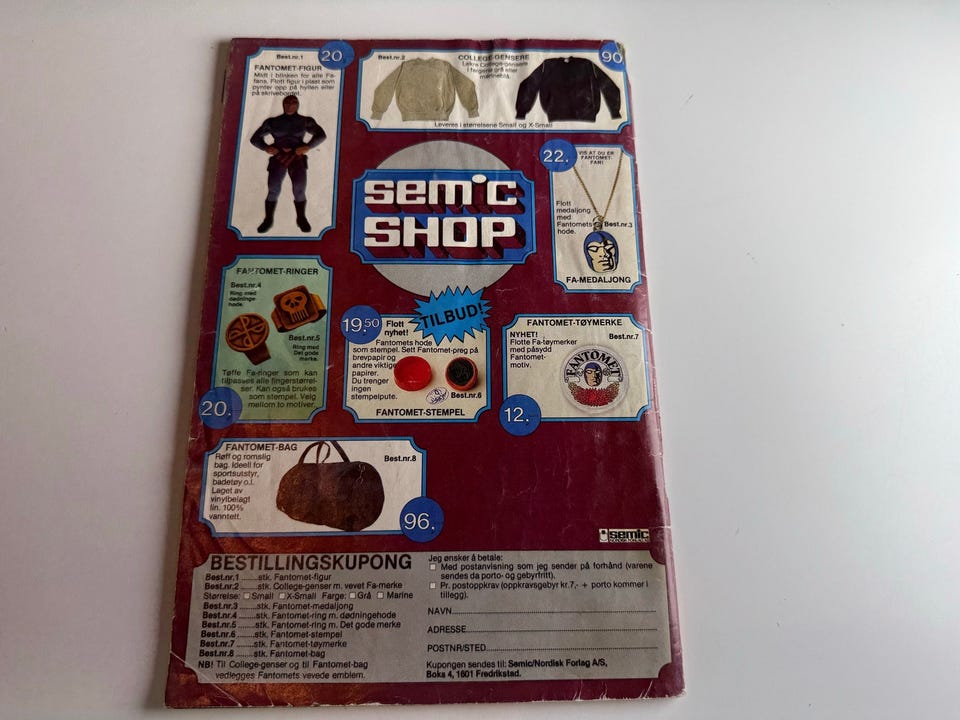 Best.nr.1
20.
FANTOMET-FIGUR
Midt i blinken for alle Fa-
fans. Flott figur i plast som
pynter opp på hyllen eller
på skrivebordet.
Best.nr.2
COLLEGE-GENSERE
Lekre College-gensere
i fargene grå eller
marineblå.
90
Leveres i størrelsene Small og X-Small
semic
SHOP
22.
VIS AT DU ER
FANTOMET-
FAN!
Flott
medaljong
med
Fantomets
hode.
Best.nr.3
FA-MEDALJONG
FANTOMET-RINGER
Best.nr.4
Ring med
dødninge-
hode.
Best.nr.5
Ring med
Det gode
merke.
Tøffe Fa-ringer som kan
tilpasses alle fingerstørrel-
ser. Kan også brukes
som stempel. Velg
mellom to motiver.
20.
19.50
Flott
nyhet!
TILBUD!
Fantomets hode
som stempel. Sett Fantomet-preg på
brevpapir og
andre viktige
papirer.
Du trenger
ingen
stempelpute.
Best.nr.6
FANTOMET-STEMPEL
FANTOMET-TØYMERKE
NYHET!
Flotte Fa-tøymerker
med påsydd
Fantomet-
motiv.
Best.nr.7
FANTOMET
12.
FANTOMET-BAG
Røff og romslig
bag. Ideell for
sportsutstyr,
badetøy o.l.
Laget av
vinylbelagt
lin. 100%
vanntett.
Best.nr.8
96.
semic
BESTILLINGSKUPONG
Best.nr.1 ........stk. Fantomet-figur
Best.nr.2 ........stk. College-genser m. vevet Fa-merke
Størrelse: ☐ Small ☐ X-Small Farge: ☐ Grå ☐ Marine
Best.nr.3 ........stk. Fantomet-medaljong
Best.nr.4 ........stk. Fantomet-ring m. dødningehode
Best.nr.5 ........stk. Fantomet-ring m. Det gode merke
Best.nr.6 ........stk. Fantomet-stempel
Best.nr.7 ........stk. Fantomet-tøymerke
Best.nr.8 ........stk. Fantomet-bag
NB! Til College-genser og til Fantomet-bag
vedlegges Fantomets vevede emblem.
Jeg ønsker å betale:
☐ Med postanvisning som jeg sender på forhånd (varene
sendes da porto- og gebyrfritt).
☐ Pr. postoppkrav (oppkravsgebyr kr.7,- + porto kommer i
tillegg).
NAVN
ADRESSE
POSTNR/STED
Kupongen sendes til: Semic/Nordisk Forlag A/S,
Boks 4, 1601 Fredrikstad.